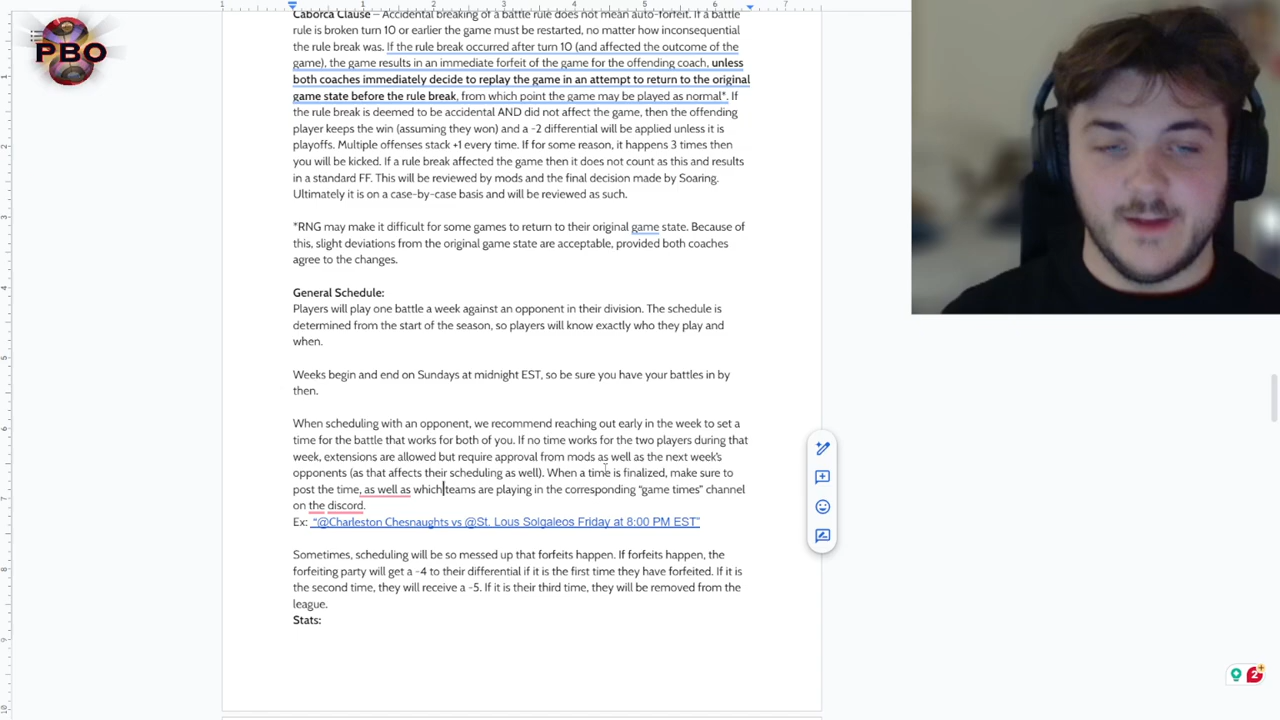 PBO
Caborca Clause – Accidental breaking of a battle rule does not mean auto-forfeit. If a battle
rule is broken turn 10 or earlier the game must be restarted, no matter how inconsequential
the rule break was. If the rule break occurred after turn 10 (and affected the outcome of the
game), the game results in an immediate forfeit of the game for the offending coach, unless
both coaches immediately decide to replay the game in an attempt to return to the original
game state before the rule break, from which point the game may be played as normal*. If
the rule break is deemed to be accidental AND did not affect the game, then the offending
player keeps the win (assuming they won) and a -2 differential will be applied unless it is
playoffs. Multiple offenses stack +1 every time. If for some reason, it happens 3 times then
you will be kicked. If a rule break affected the game then it does not count as this and results
in a standard FF. This will be reviewed by mods and the final decision made by Soaring.
Ultimately it is on a case-by-case basis and will be reviewed as such.
*RNG may make it difficult for some games to return to their original game state. Because of
this, slight deviations from the original game state are acceptable, provided both coaches
agree to the changes.
General Schedule:
Players will play one battle a week against an opponent in their division. The schedule is
determined from the start of the season, so players will know exactly who they play and
when.
Weeks begin and end on Sundays at midnight EST, so be sure you have your battles in by
then.
When scheduling with an opponent, we recommend reaching out early in the week to set a
time for the battle that works for both of you. If no time works for the two players during that
week, extensions are allowed but require approval from mods as well as the next week's
opponents (as that affects their scheduling as well). When a time is finalized, make sure to
post the time, as well as which teams are playing in the corresponding “game times” channel
on the discord.
Ex: “@Charleston Chesnaughts vs @St. Lous Solgaleos Friday at 8:00 PM EST”
Sometimes, scheduling will be so messed up that forfeits happen. If forfeits happen, the
forfeiting party will get a -4 to their differential if it is the first time they have forfeited. If it is
the second time, they will receive a -5. If it is their third time, they will be removed from the
league.
Stats:
1 1 2 3 4 5 6 7
1
2
3
4
5
6
7
8
9
10
2+